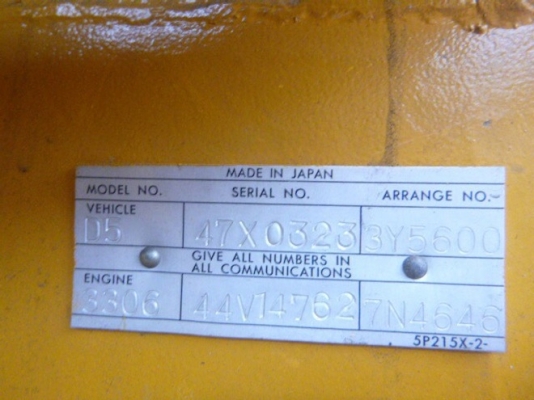 MADE IN JAPAN
MODEL NO. SERIAL NO. ARRANGE NO.
VEHICLE
D5 47X0323 3Y5600
GIVE ALL NUMBERS IN
ALL COMMUNICATIONS
ENGINE
3306 44V14762 7N4646
5P215X-2-